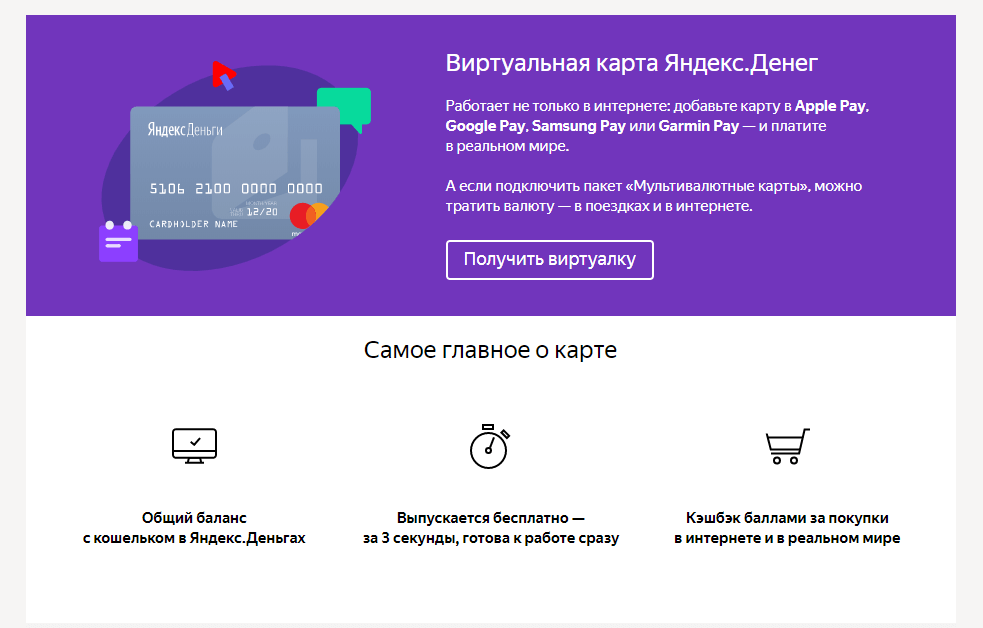 Виртуальная карта Яндекс.Денег
Работает не только в интернете: добавьте карту в Apple Pay,
Google Pay, Samsung Pay или Garmin Pay — и платите
в реальном мире.
А если подключить пакет «Мультивалютные карты», можно
тратить валюту — в поездках и в интернете.
Получить виртуалку
ЯндексДеньги
5106 2100 0000 0000
12/20
CARDHOLDER NAME
Самое главное о карте
Общий баланс
с кошельком в Яндекс.Деньгах
Выпускается бесплатно —
за 3 секунды, готова к работе сразу
Кэшбэк баллами за покупки
в интернете и в реальном мире